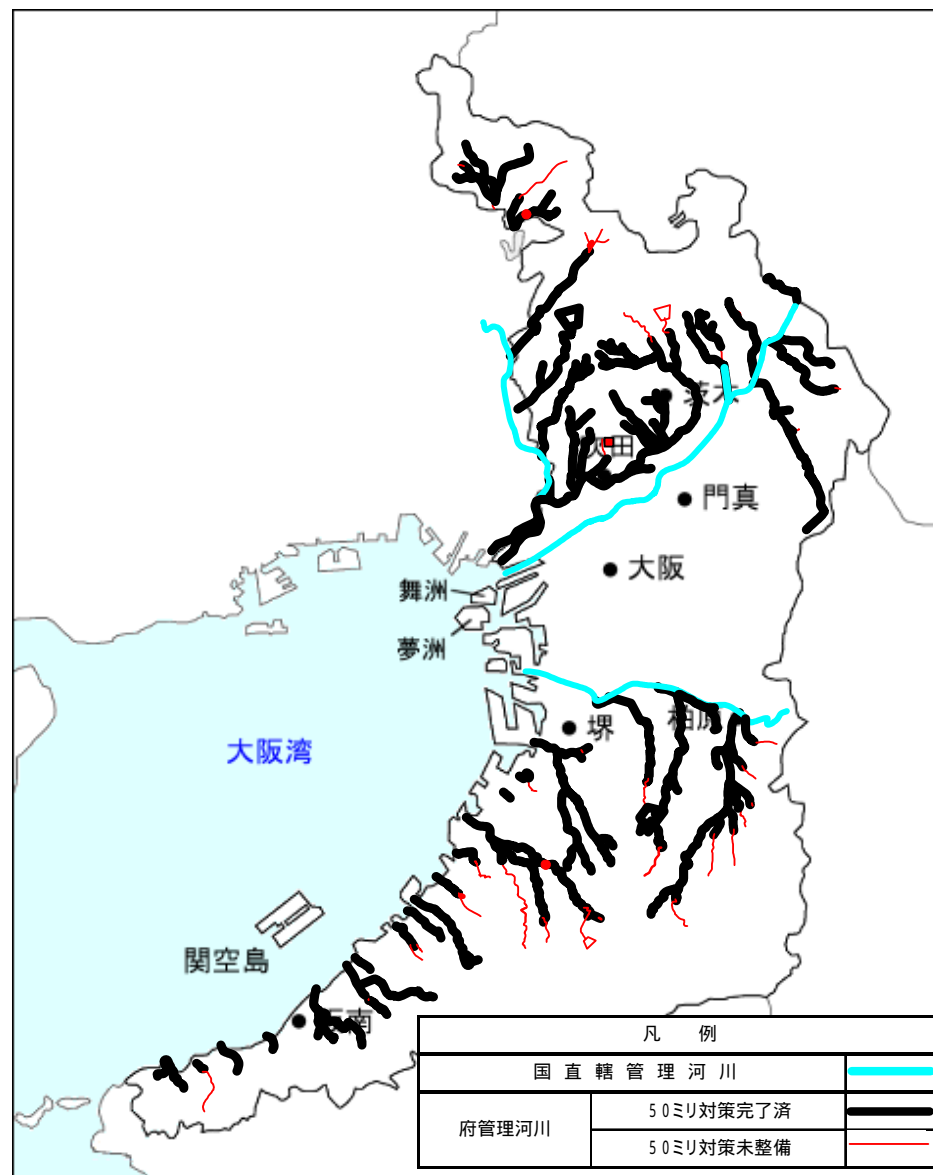 茨木
吹田
門真
大阪
舞洲
夢洲
柏原
堺
大阪湾
関空島
阪南
凡 例
国 直 轄 管 理 河 川
府管理河川
50ミリ対策完了済
50ミリ対策未整備